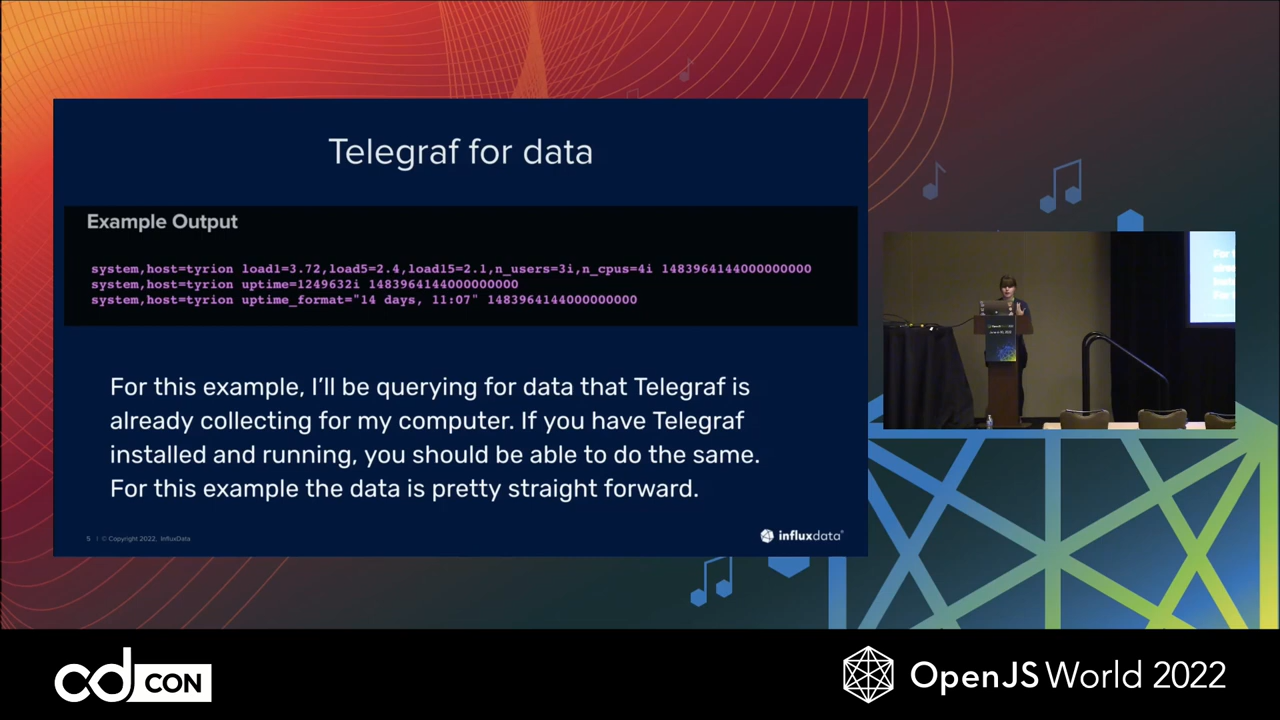 Telegraf for data
Example Output
system,host=tyrion load1=3.72,load5=2.4,load15=2.1,n_users=3i,n_cpus=4i 1483964144000000000
system,host=tyrion uptime=1249632i 1483964144000000000
system,host=tyrion uptime_format="14 days, 11:07" 1483964144000000000
For this example, I'll be querying for data that Telegraf is
already collecting for my computer. If you have Telegraf
installed and running, you should be able to do the same.
For this example the data is pretty straight forward.
5 | © Copyright 2022, InfluxData
influxdata®
cd CON
OpenJS World 2022